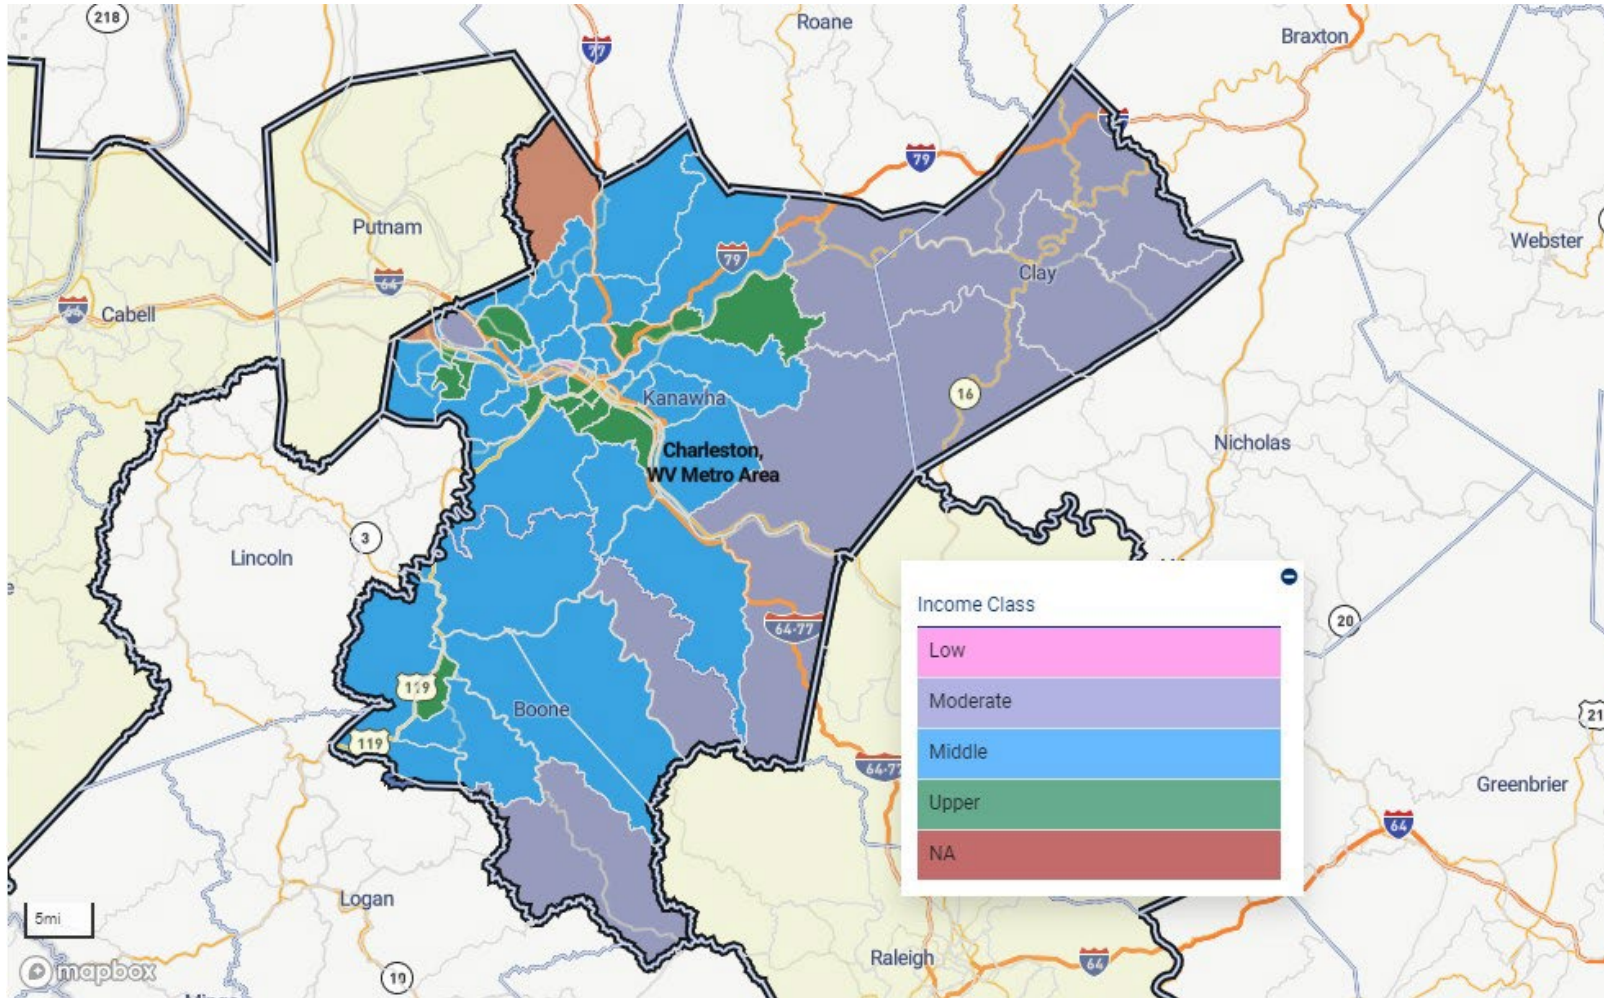 218
Roane
Braxton
77
79
Putnam
Webster
79
Clay
64
64
Cabell
16
Kanawha
Nicholas
Charleston,
WV Metro Area
3
Lincoln
Income Class
Low
Moderate
Middle
Upper
NA
20
64-77
119
Boone
119
21
64-77
Greenbrier
64
Logan
5mi
Raleigh
64
mapbox